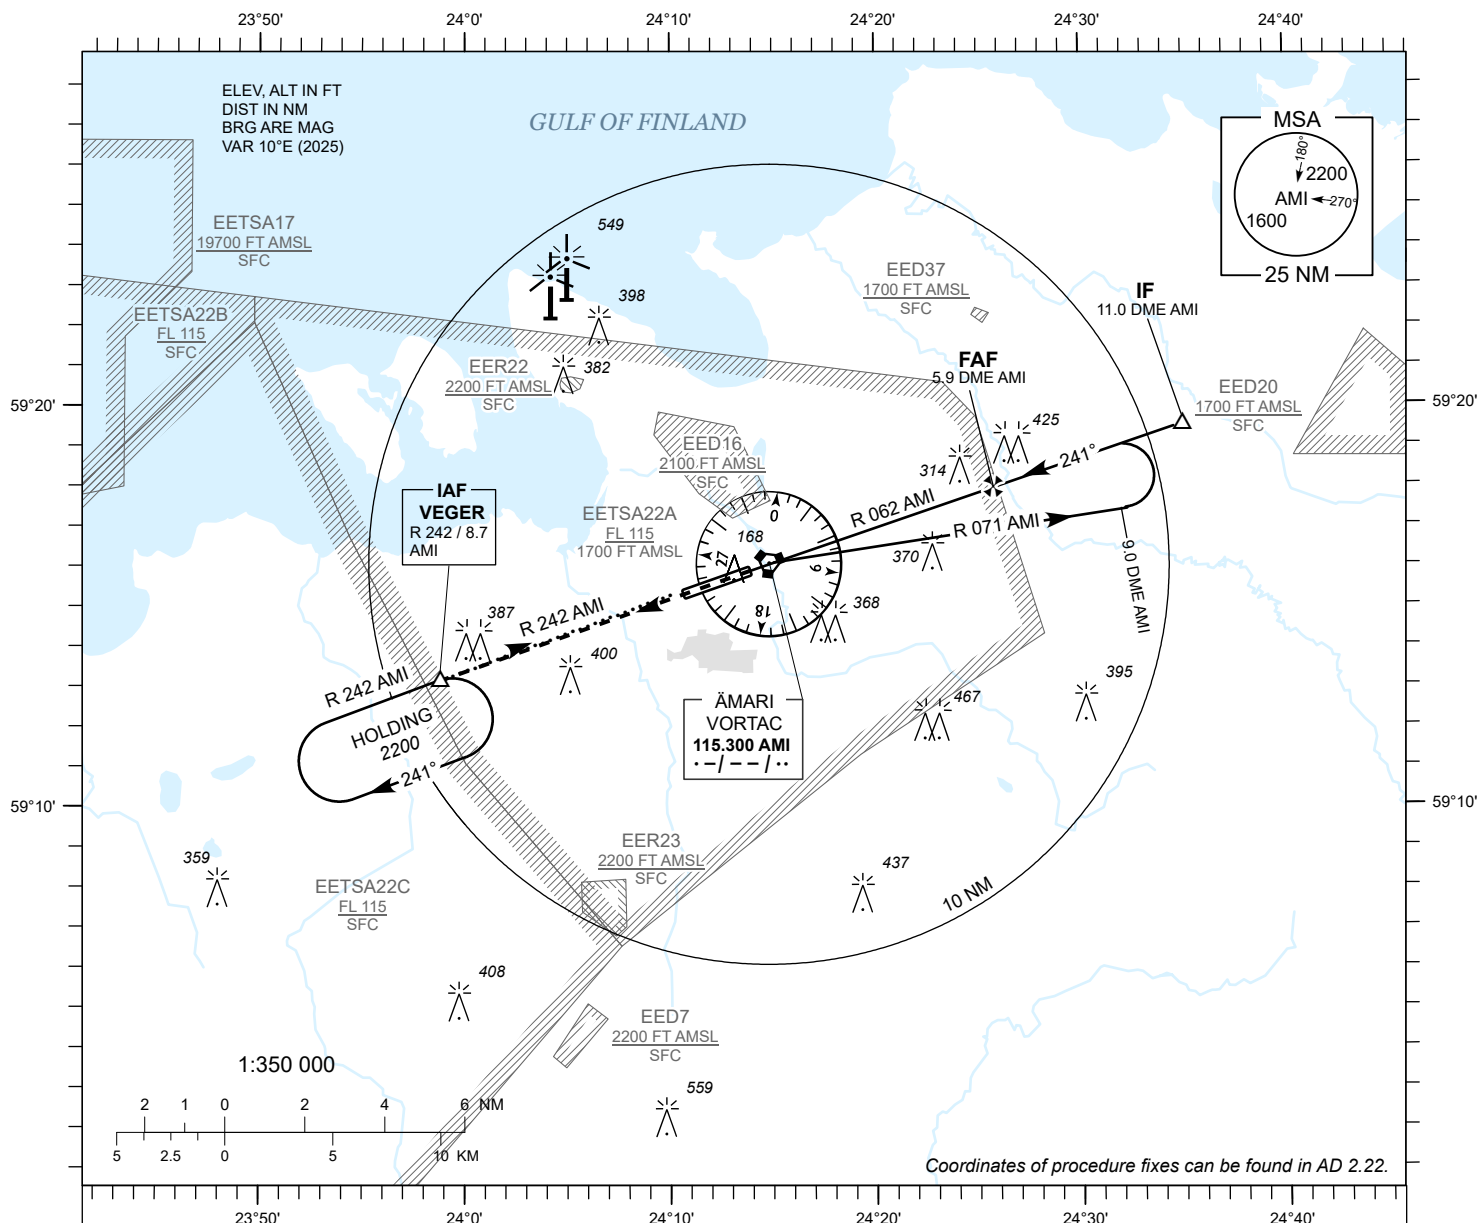 23°50'
24°0'
24°10'
24°20'
24°30'
24°40'
ELEV, ALT IN FT
DIST IN NM
BRG ARE MAG
VAR 10°E (2025)
GULF OF FINLAND
MSA
180°
2200
AMI
270°
1600
25 NM
EETSA17
19700 FT AMSL
SFC
549
EED37
1700 FT AMSL
SFC
IF
11.0 DME AMI
398
EETSA22B
FL 115
SFC
EER22
2200 FT AMSL
SFC
382
FAF
5.9 DME AMI
EED20
1700 FT AMSL
SFC
59°20'
59°20'
425
EED16
2100 FT AMSL
SFC
314
241°
IAF
VEGER
R 242 / 8.7
AMI
R 062 AMI
EETSA22A
FL 115
1700 FT AMSL
0
168
R 071 AMI
27
9
370
9.0 DME AMI
18
368
387
R 242 AMI
400
R 242 AMI
395
467
HOLDING
2200
ÄMARI
VORTAC
115.300 AMI
· –/ – –/ ··
241°
59°10'
59°10'
EER23
2200 FT AMSL
SFC
359
437
EETSA22C
FL 115
SFC
10 NM
408
EED7
2200 FT AMSL
SFC
1:350 000
559
2 1 0 2 4 6 NM
5 2.5 0 5 10 KM
Coordinates of procedure fixes can be found in AD 2.22.
23°50'
24°0'
24°10'
24°20'
24°30'
24°40'